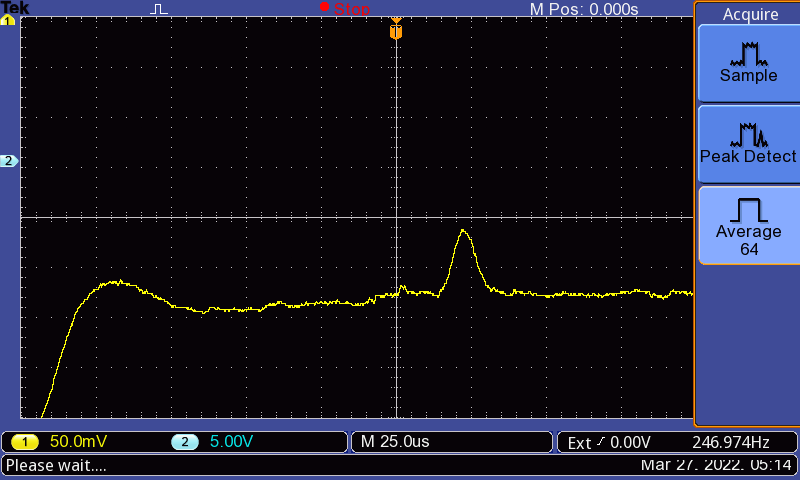 Tek Stop M Pos: 0.000s
Acquire
1
T
Sample
2
Peak Detect
Average
64
1 50.0mV 2 5.00V M 25.0us Ext 0.00V 246.974Hz
Please wait.... Mar 27, 2022, 05:14